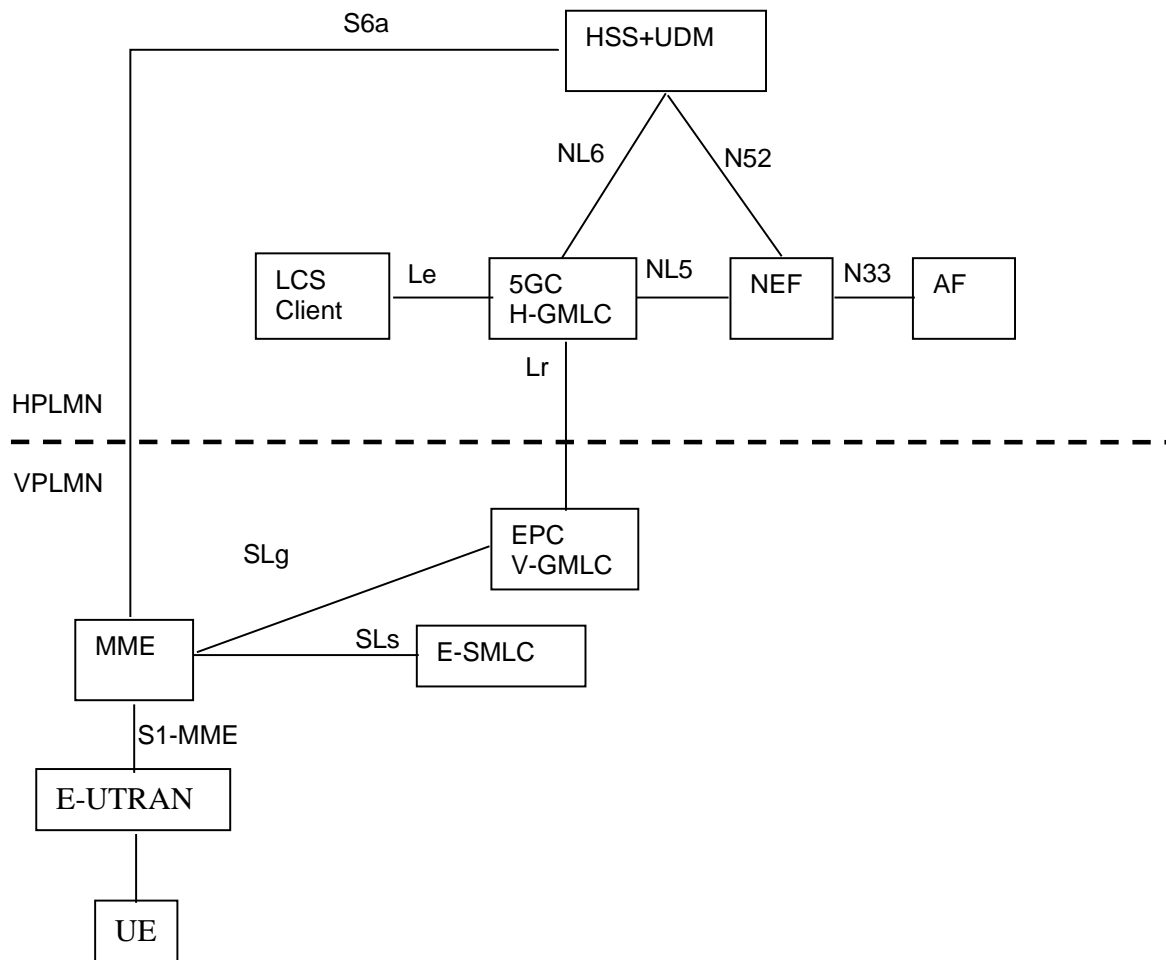 S6a
HSS+UDM
NL6
N52
LCS
Client
Le
5GC
H-GMLC
NL5
NEF
N33
AF
Lr
HPLMN
VPLMN
EPC
V-GMLC
SLg
MME
SLs
E-SMLC
S1-MME
E-UTRAN
UE